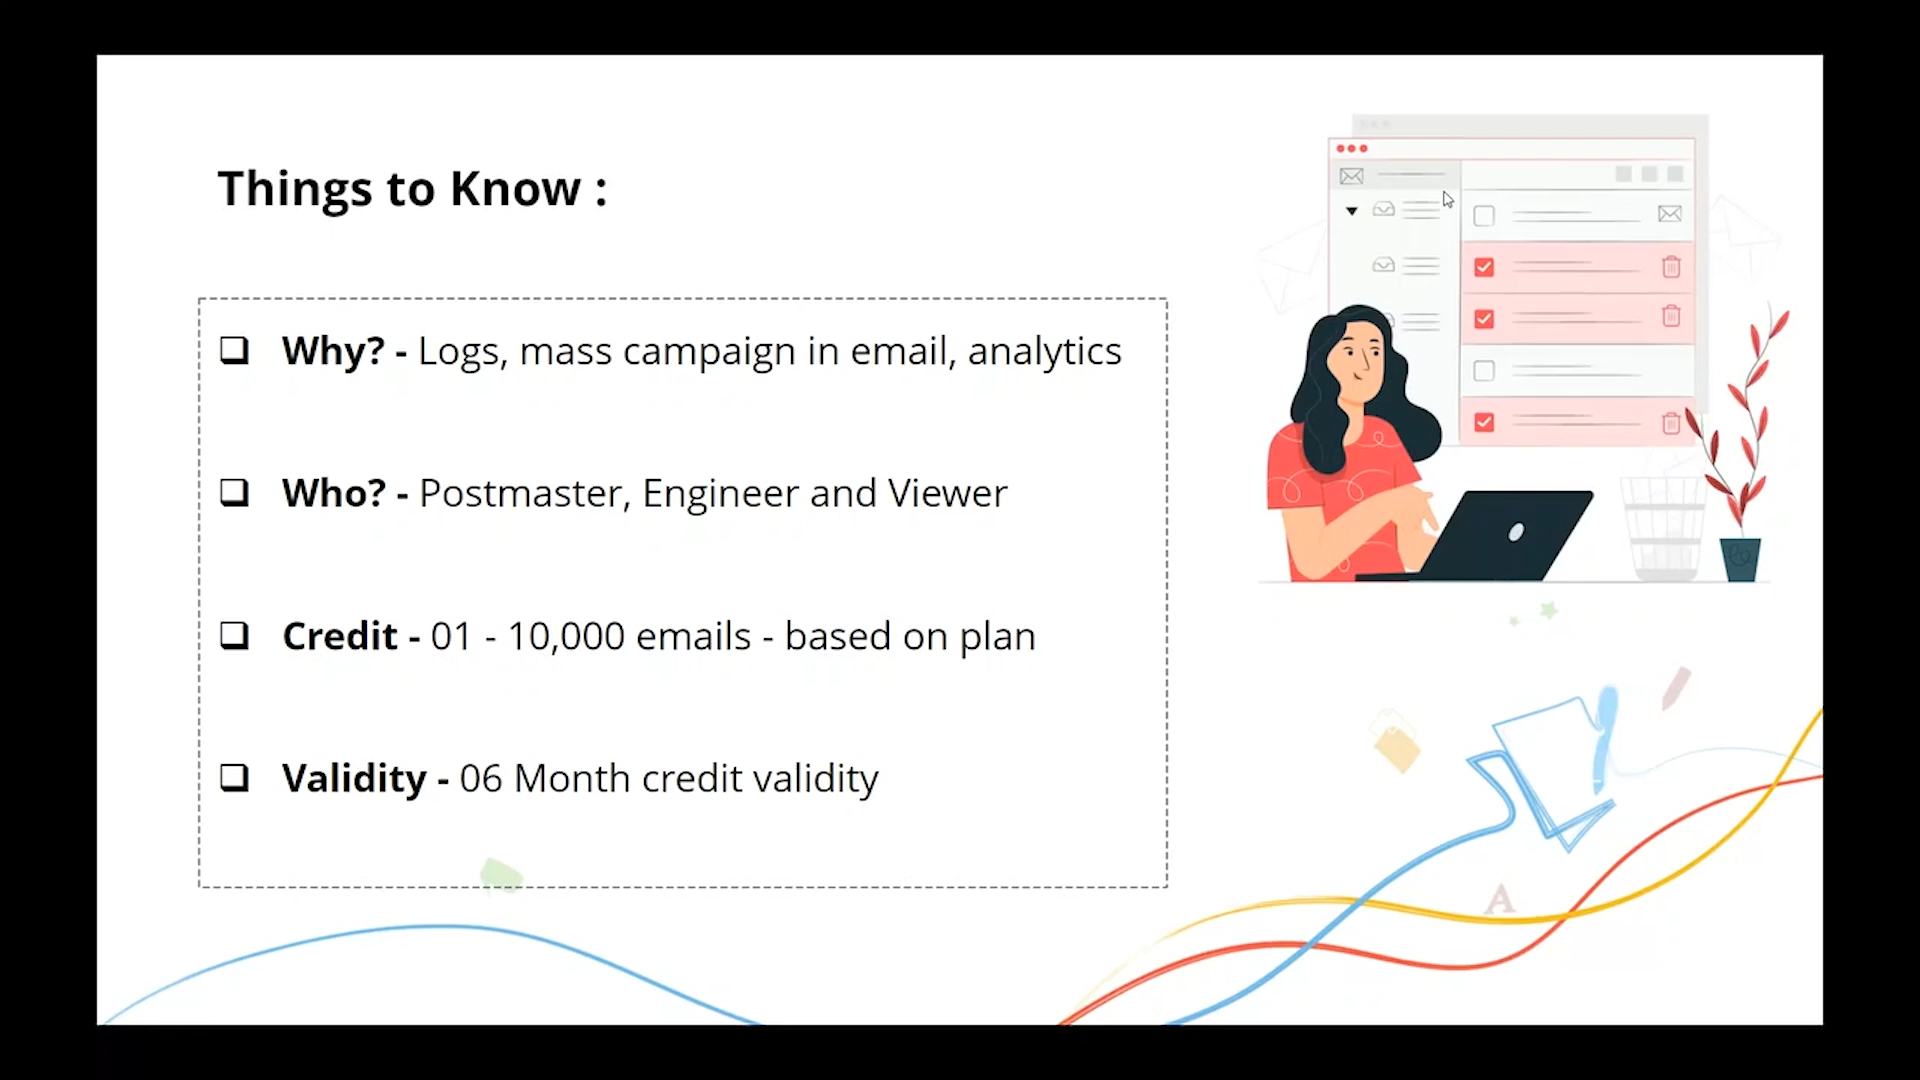 Things to Know :
❑ Why? - Logs, mass campaign in email, analytics
❑ Who? - Postmaster, Engineer and Viewer
❑ Credit - 01 - 10,000 emails - based on plan
❑ Validity - 06 Month credit validity
A